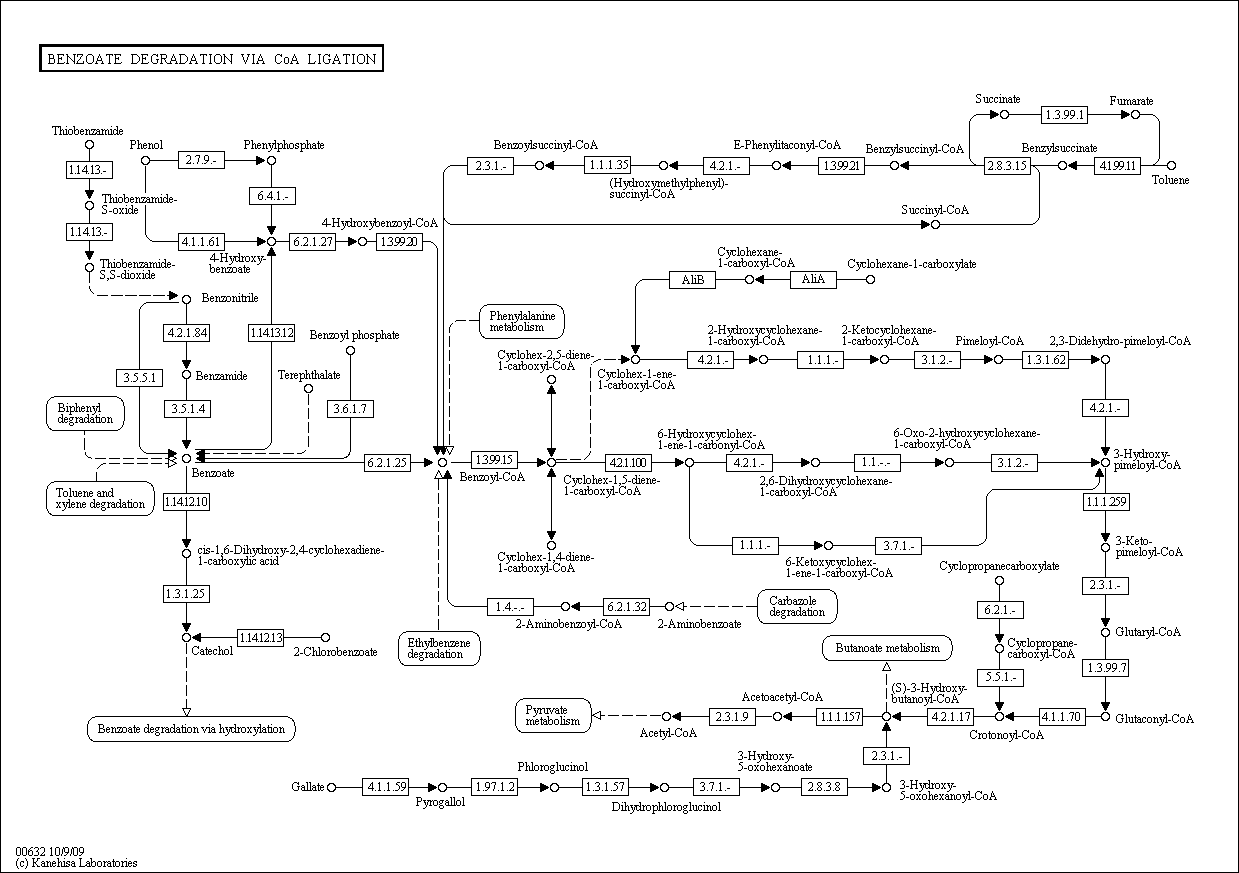 BENZOATE DEGRADATION VIA CoA LIGATION
Succinate
Fumarate
1.3.99.1
Thiobenzamide
Phenol
Phenylphosphate
Benzoylsuccinyl-CoA
E-Phenylitaconyl-CoA
Benzylsuccinyl-CoA
Benzylsuccinate
1.14.13.-
2.7.9.-
2.3.1.-
1.1.1.35
4.2.1.-
1.3.99.21
2.8.3.15
4.1.99.11
Toluene
(Hydroxymethylphenyl)-
succinyl-CoA
Thiobenzamide-
S-oxide
6.4.1.-
Succinyl-CoA
4-Hydroxybenzoyl-CoA
1.14.13.-
4.1.1.61
6.2.1.27
1.3.99.20
4-Hydroxy-
benzoate
Thiobenzamide-
S,S-dioxide
Cyclohexane-
1-carboxyl-CoA
Cyclohexane-1-carboxylate
AliB
AliA
Benzonitrile
Phenylalanine
metabolism
4.2.1.84
1.14.13.12
Benzoyl phosphate
2-Hydroxycyclohexane-
1-carboxyl-CoA
2-Ketocyclohexane-
1-carboxyl-CoA
Pimeloyl-CoA
2,3-Didehydro-pimeloyl-CoA
Cyclohex-2,5-diene-
1-carboxyl-CoA
4.2.1.-
1.1.1.-
3.1.2.-
1.3.1.62
Cyclohex-1-ene-
1-carboxyl-CoA
3.5.5.1
Benzamide
Terephthalate
Biphenyl
degradation
3.5.1.4
3.6.1.7
4.2.1.-
6-Hydroxycyclohex-
1-ene-1-carbonyl-CoA
6-Oxo-2-hydroxycyclohexane-
1-carboxyl-CoA
Benzoate
6.2.1.25
1.3.99.15
Benzoyl-CoA
4.2.1.100
4.2.1.-
1.1.-.-
3.1.2.-
3-Hydroxy-
pimeloyl-CoA
Cyclohex-1,5-diene-
1-carboxyl-CoA
2,6-Dihydroxycyclohexane-
1-carboxyl-CoA
Toluene and
xylene degradation
1.14.12.10
1.1.1.259
cis-1,6-Dihydroxy-2,4-cyclohexadiene-
1-carboxylic acid
Cyclohex-1,4-diene-
1-carboxyl-CoA
1.1.1.-
3.7.1.-
6-Ketoxycyclohex-
1-ene-1-carboxyl-CoA
3-Keto-
pimeloyl-CoA
Cyclopropanecarboxylate
1.3.1.25
1.4.-.-
6.2.1.32
Carbazole
degradation
6.2.1.-
2.3.1.-
2-Aminobenzoyl-CoA
2-Aminobenzoate
1.14.12.13
Catechol
2-Chlorobenzoate
Ethylbenzene
degradation
Butanoate metabolism
Cyclopropane-
carboxyl-CoA
Glutaryl-CoA
5.5.1.-
1.3.99.7
(S)-3-Hydroxy-
butanoyl-CoA
Acetoacetyl-CoA
Pyruvate
metabolism
2.3.1.9
1.1.1.157
4.2.1.17
4.1.1.70
Glutaconyl-CoA
Acetyl-CoA
Crotonoyl-CoA
Benzoate degradation via hydroxylation
2.3.1.-
Phloroglucinol
3-Hydroxy-
5-oxohexanoate
Gallate
4.1.1.59
1.97.1.2
1.3.1.57
3.7.1.-
2.8.3.8
3-Hydroxy-
5-oxohexanoyl-CoA
Pyrogallol
Dihydrophloroglucinol
00632 10/9/09
(c) Kanehisa Laboratories